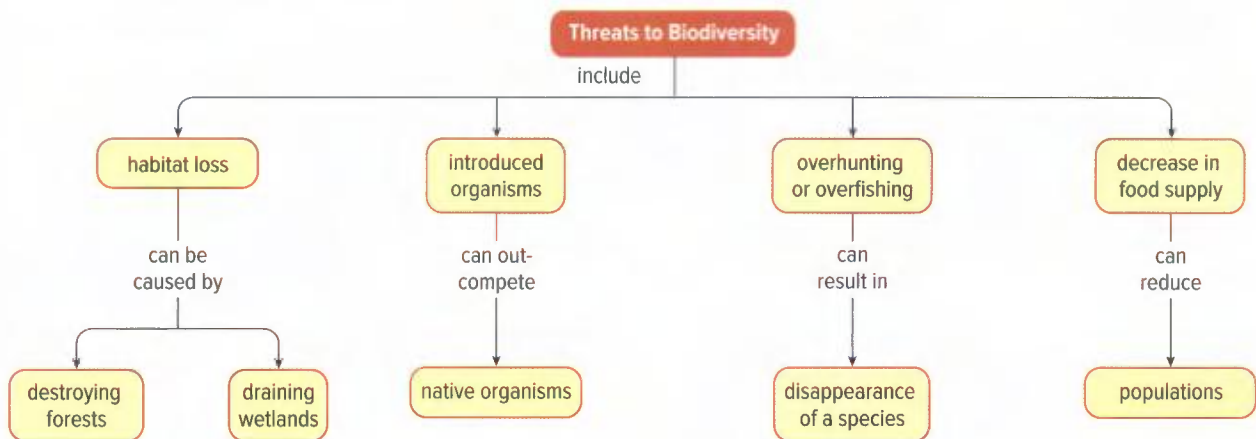 Threats to Biodiversity
include
habitat loss
introduced
organisms
overhunting
or overfishing
decrease in
food supply
can be
caused by
can out-
compete
can
result in
can
reduce
destroying
forests
draining
wetlands
native organisms
disappearance
of a species
populations